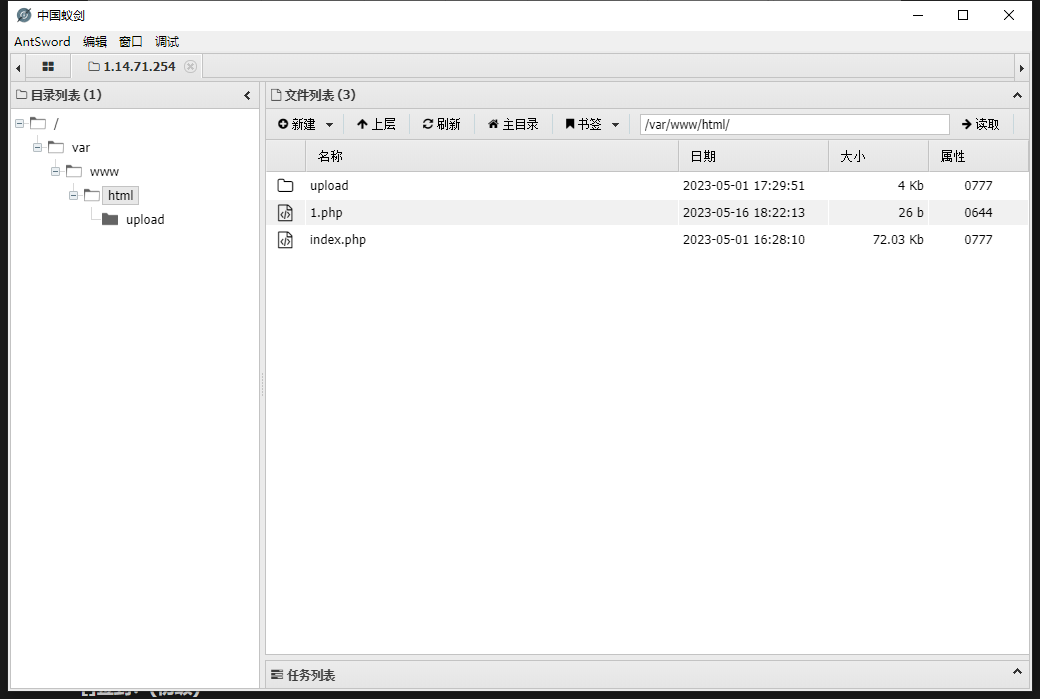 中国蚁剑
AntSword 编辑 窗口 调试
1.14.71.254
目录列表 (1)
/
var
www
html
upload
文件列表 (3)
新建 上层 刷新 主目录 书签 /var/www/html/ 读取
名称 日期 大小 属性
upload 2023-05-01 17:29:51 4 Kb 0777
1.php 2023-05-16 18:22:13 26 b 0644
index.php 2023-05-01 16:28:10 72.03 Kb 0777
任务列表